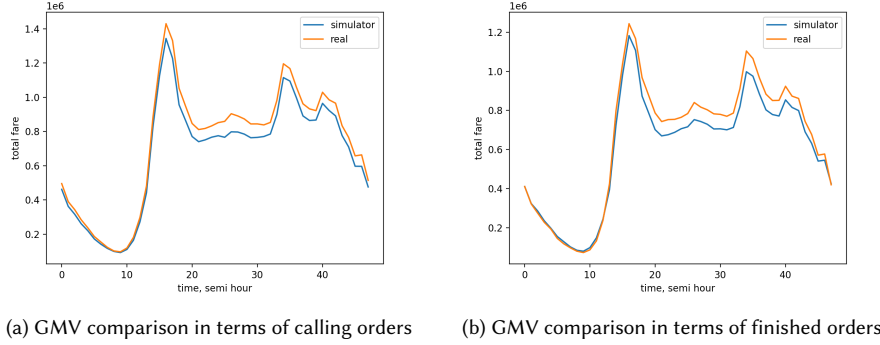 1e6
simulator
real
1.4
1.2
1.0
0.8
0.6
0.4
0.2
total fare
0 10 20 30 40
time, semi hour
(a) GMV comparison in terms of calling orders
1e6
simulator
real
1.2
1.0
0.8
0.6
0.4
0.2
total fare
0 10 20 30 40
time, semi hour
(b) GMV comparison in terms of finished orders